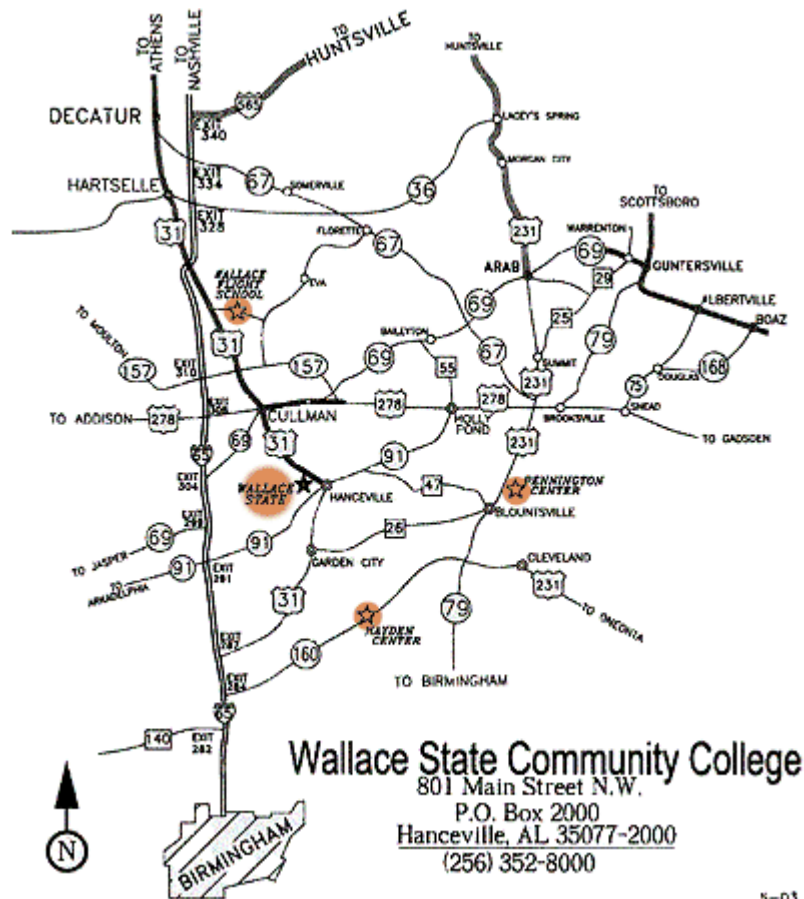 TO
ATHENS
TO
NASHVILLE
TO
HUNTSVILLE
TO
HUNTSVILLE
DECATUR
565
EXIT
340
LACEY'S SPRING
MORGAN CITY
EXIT
334
67
SOMERVILLE
36
HARTSELLE
TO
SCOTTSBORO
EXIT
328
31
FLORETTE
67
231
WARRENTON
69
GUNTERSVILLE
WALLACE
FLIGHT
SCHOOL
EVA
ARAB
29
ALBERTVILLE
BOAZ
TO MOULTON
157
31
69
25
79
BAILEYTON
67
SUMMIT
EXIT
310
157
69
55
231
DOUGLAS
168
75
TO ADDISON
278
CULLMAN
278
HOLLY
POND
278
BROOKSVILLE
SNEAD
TO GADSDEN
69
31
65
91
231
EXIT
304
WALLACE
STATE
HANCEVILLE
47
PENNINGTON
CENTER
BLOUNTSVILLE
TO JASPER
69
EXIT
91
26
GARDEN CITY
CLEVELAND
TO
ARKADELPHIA
91
EXIT
31
231
TO ONEONTA
HAYDEN
CENTER
79
EXIT
160
TO BIRMINGHAM
EXIT
65
140
EXIT
282
N
BIRMINGHAM
Wallace State Community College
801 Main Street N.W.
P.O. Box 2000
Hanceville, AL 35077-2000
(256) 352-8000